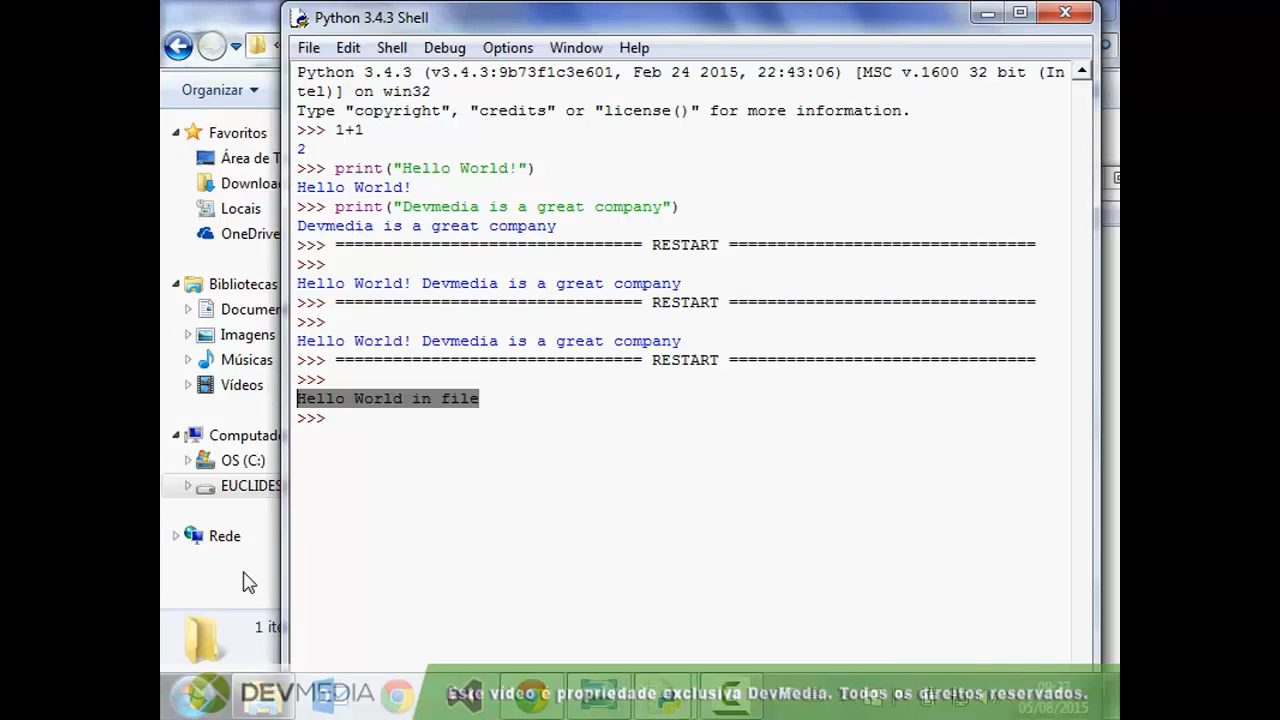 Python 3.4.3 Shell
File Edit Shell Debug Options Window Help
Python 3.4.3 (v3.4.3:9b73f1c3e601, Feb 24 2015, 22:43:06) [MSC v.1600 32 bit (In
tel)] on win32
Type "copyright", "credits" or "license()" for more information.
>>> 1+1
2
>>> print("Hello World!")
Hello World!
>>> print("Devmedia is a great company")
Devmedia is a great company
>>> ================================ RESTART ================================
>>>
Hello World! Devmedia is a great company
>>> ================================ RESTART ================================
>>>
Hello World! Devmedia is a great company
>>> ================================ RESTART ================================
>>>
Hello World in file
>>>
Organizar
Favoritos
Área de T
Downloa
Locais
OneDrive
Bibliotecas
Documen
Imagens
Músicas
Vídeos
Computad
OS (C:)
EUCLIDES
Rede
1 ite
DEVMEDIA
Este vídeo é propriedade exclusiva DevMedia. Todos os direitos reservados.
05/08/2015